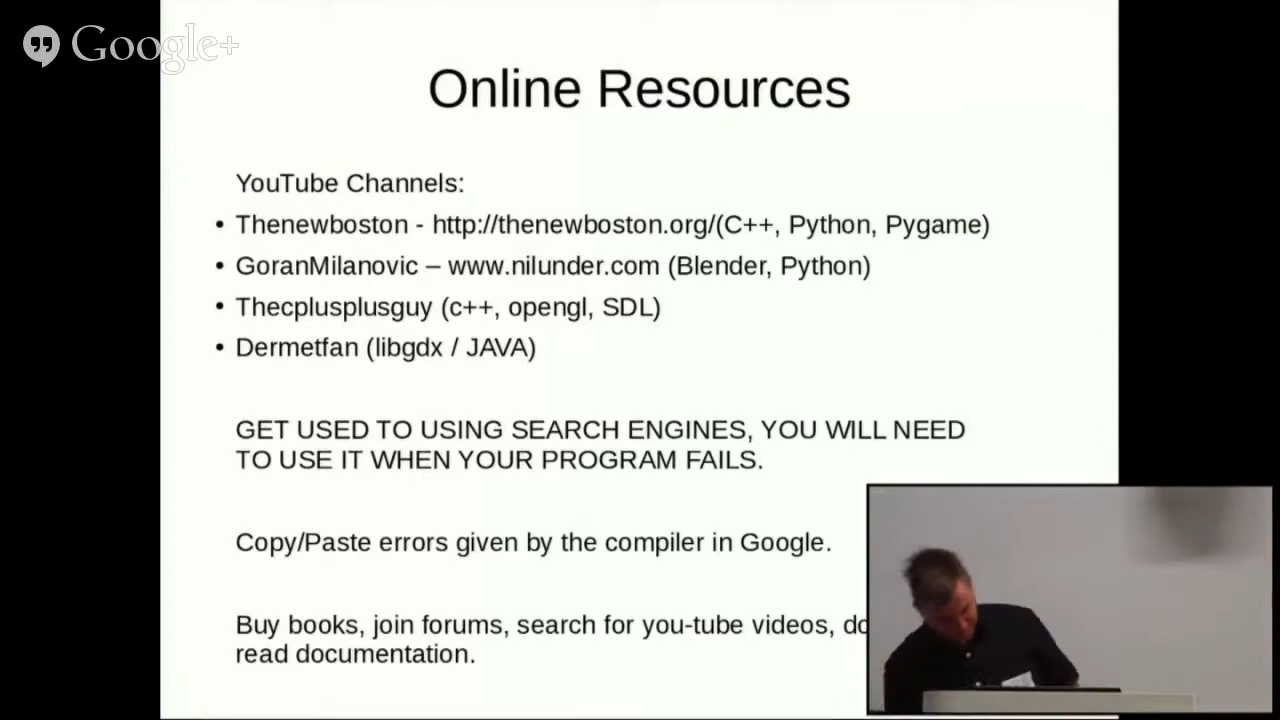 Google+
Online Resources
YouTube Channels:
• Thenewboston - http://thenewboston.org/(C++, Python, Pygame)
• GoranMilanovic – www.nilunder.com (Blender, Python)
• Thecplusplusguy (c++, opengl, SDL)
• Dermetfan (libgdx / JAVA)
GET USED TO USING SEARCH ENGINES, YOU WILL NEED
TO USE IT WHEN YOUR PROGRAM FAILS.
Copy/Paste errors given by the compiler in Google.
Buy books, join forums, search for you-tube videos,
read documentation.